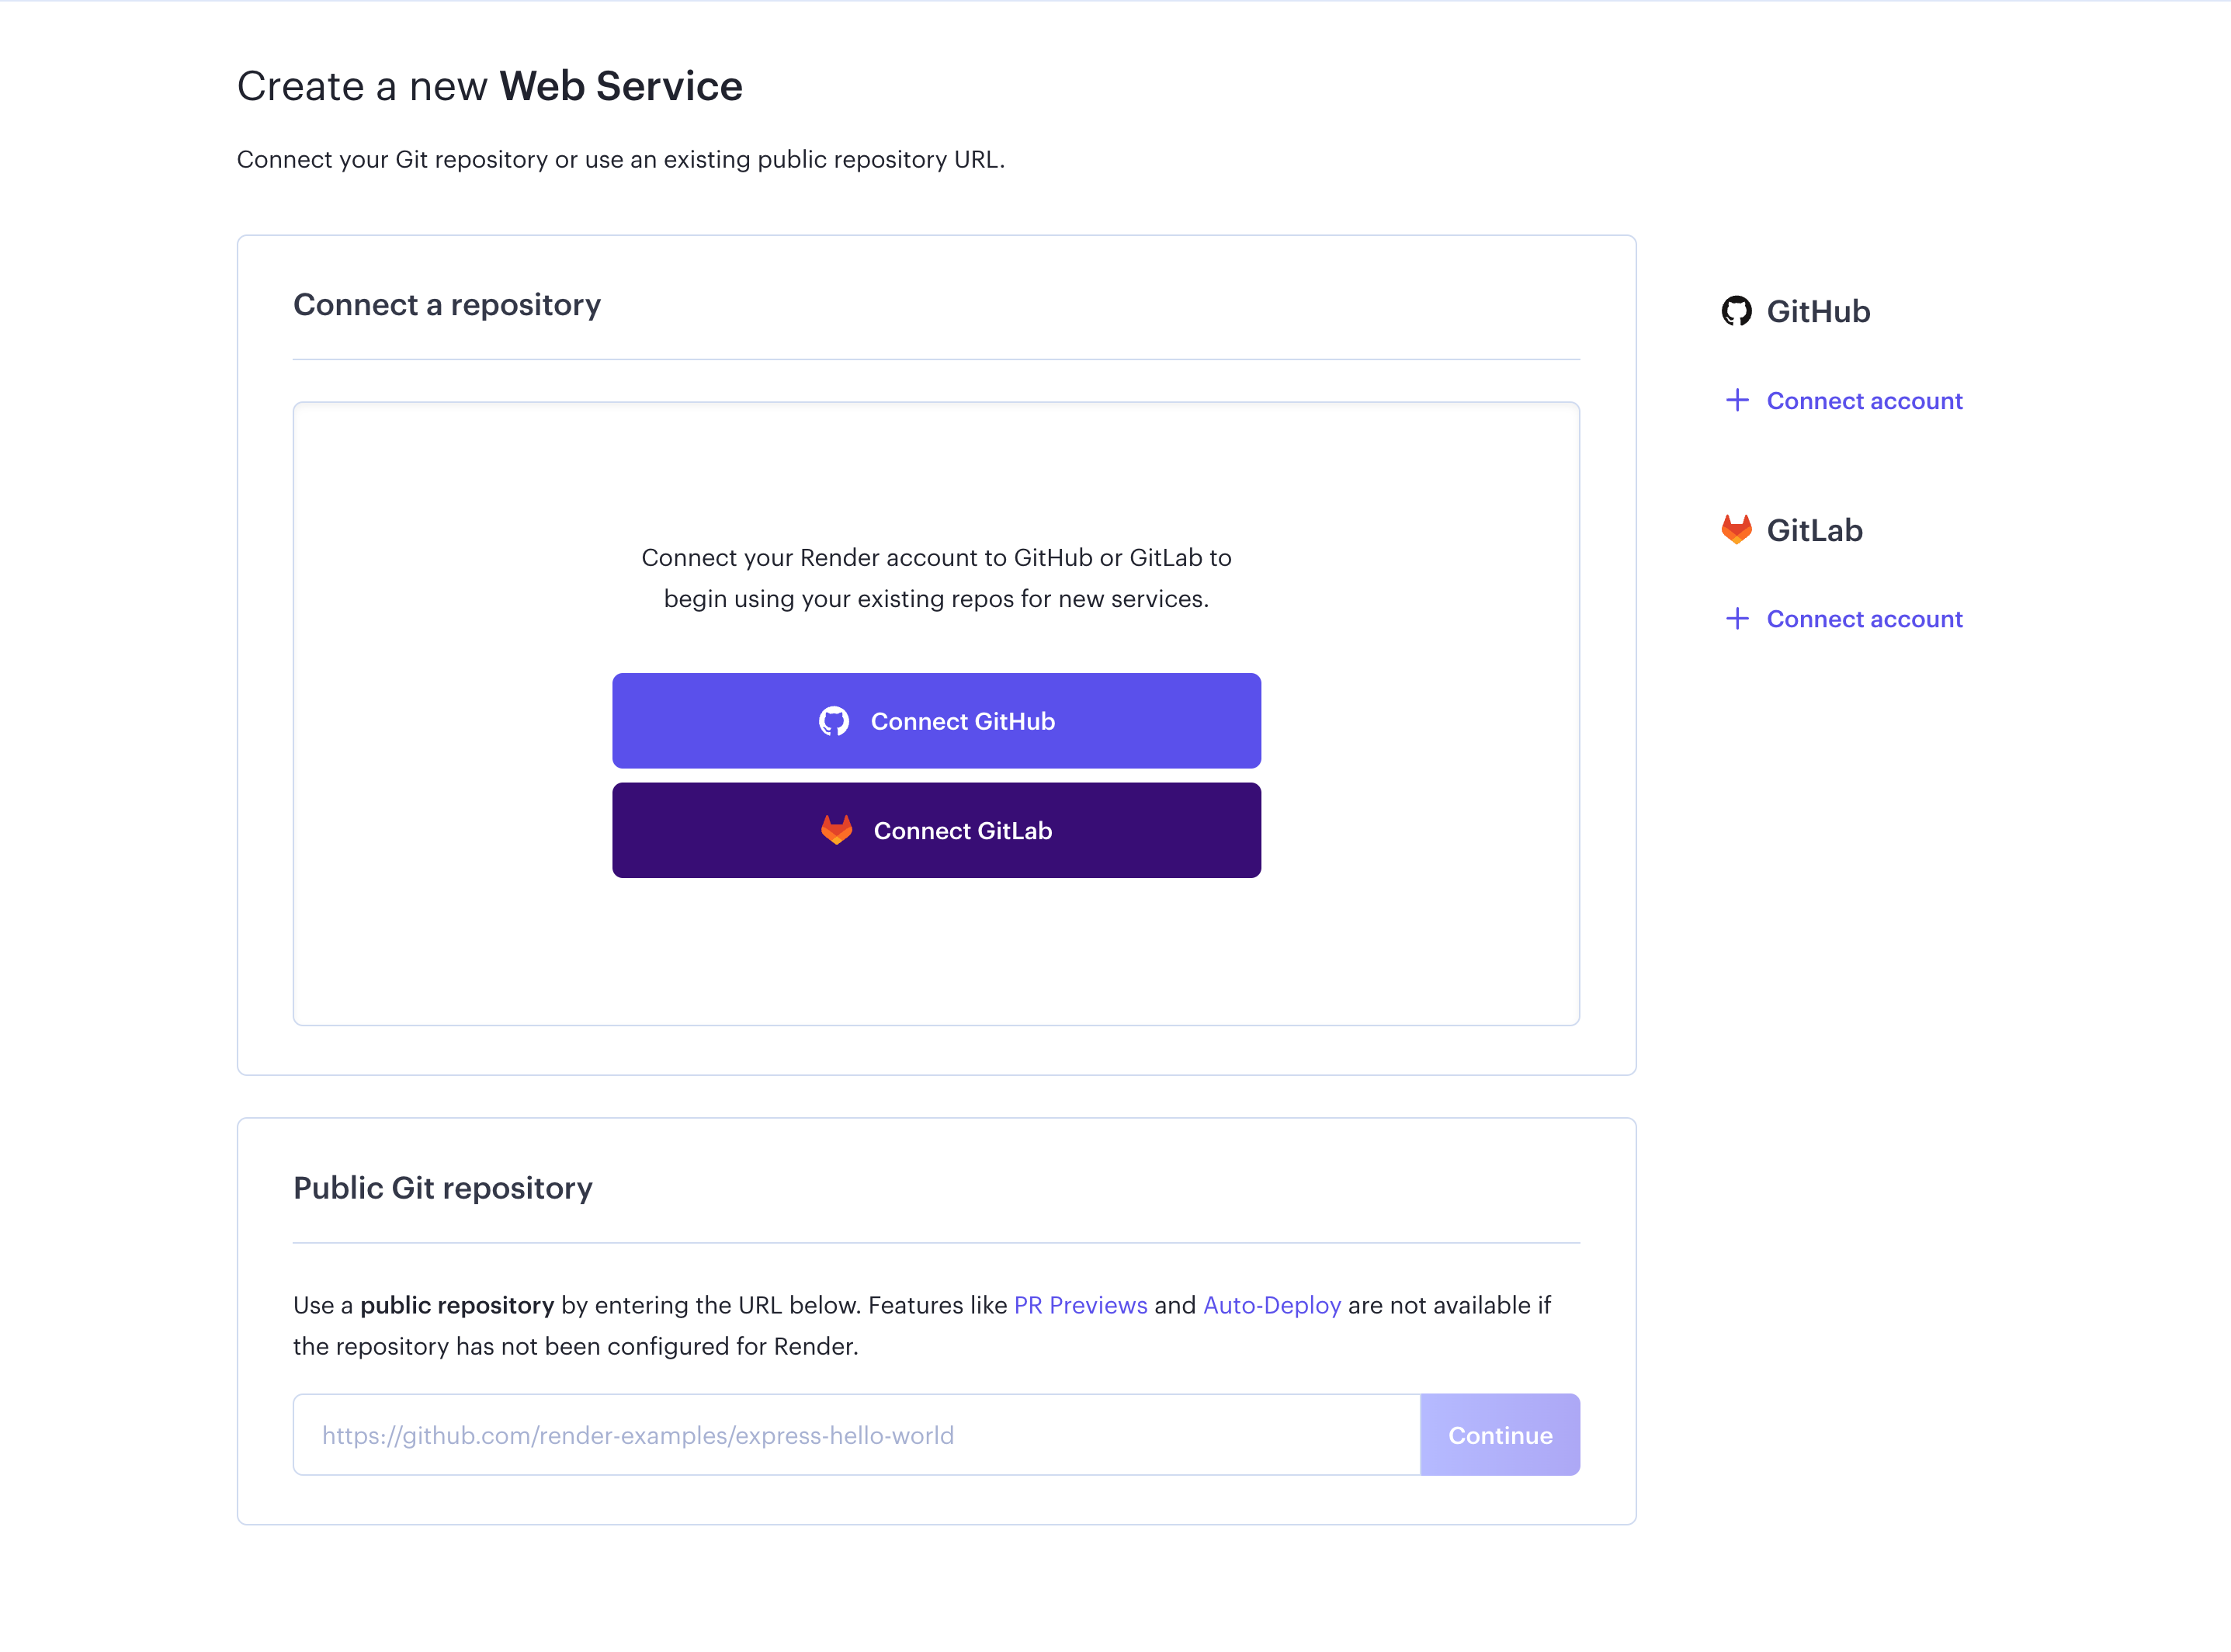 Create a new Web Service
Connect your Git repository or use an existing public repository URL.
Connect a repository
Connect your Render account to GitHub or GitLab to
begin using your existing repos for new services.
Connect GitHub
Connect GitLab
GitHub
Connect account
GitLab
Connect account
Public Git repository
Use a public repository by entering the URL below. Features like PR Previews and Auto-Deploy are not available if
the repository has not been configured for Render.
https://github.com/render-examples/express-hello-world
Continue